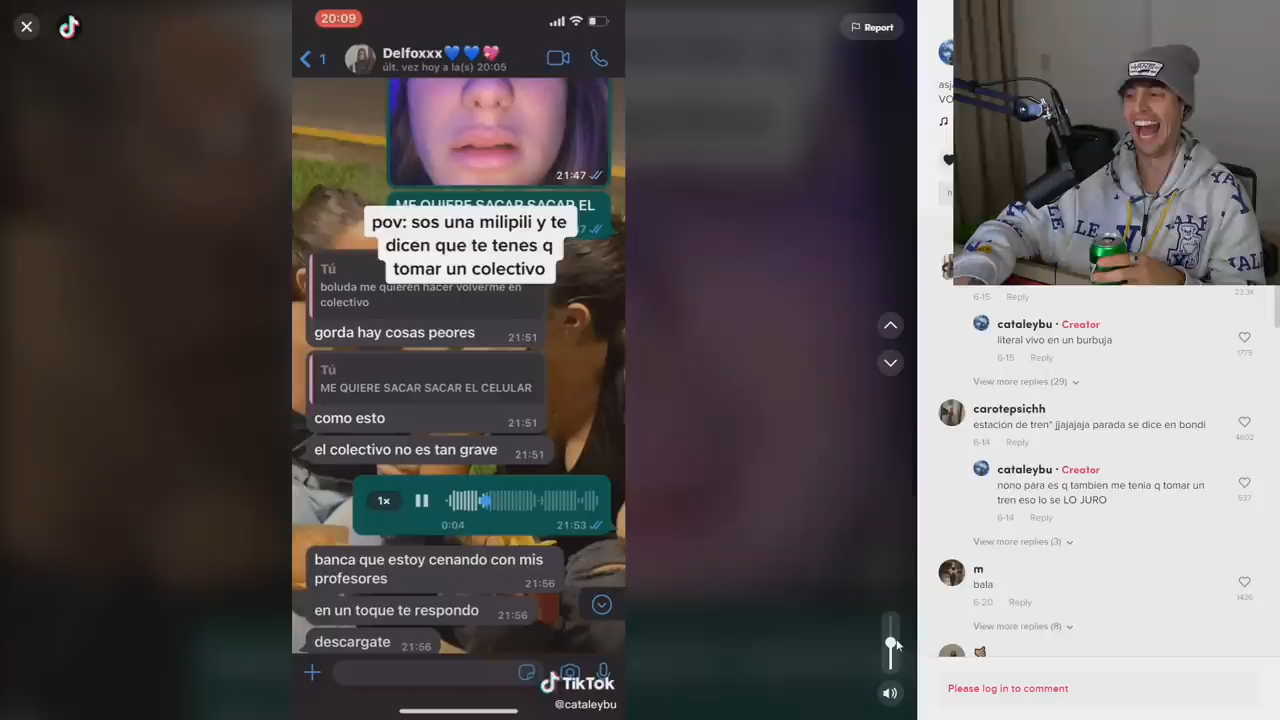 20:09
Report
1
Delfoxxx
últ. vez hoy a la(s) 20:05
21:47
ME QUIERE SACAR SACAR EL
pov: sos una milipili y te
dicen que te tenes q
tomar un colectivo
Tú
boluda me quieren hacer volverme en
colectivo
gorda hay cosas peores
21:51
Tú
ME QUIERE SACAR SACAR EL CELULAR
como esto
21:51
el colectivo no es tan grave
21:51
1x
0:04
21:53
banca que estoy cenando con mis
profesores
21:56
en un toque te respondo
21:56
descargate
21:56
TikTok
@cataleybu
VANS
6-15 Reply
23.3K
cataleybu · Creator
literal vivo en un burbuja
6-15 Reply
1775
View more replies (29)
carotepsichh
estación de tren" jjajajaja parada se dice en bondi
6-14 Reply
4602
cataleybu · Creator
nono para es q tambien me tenia q tomar un
tren eso lo se LO JURO
6-14 Reply
537
View more replies (3)
m
bala
6-20 Reply
1436
View more replies (8)
Please log in to comment